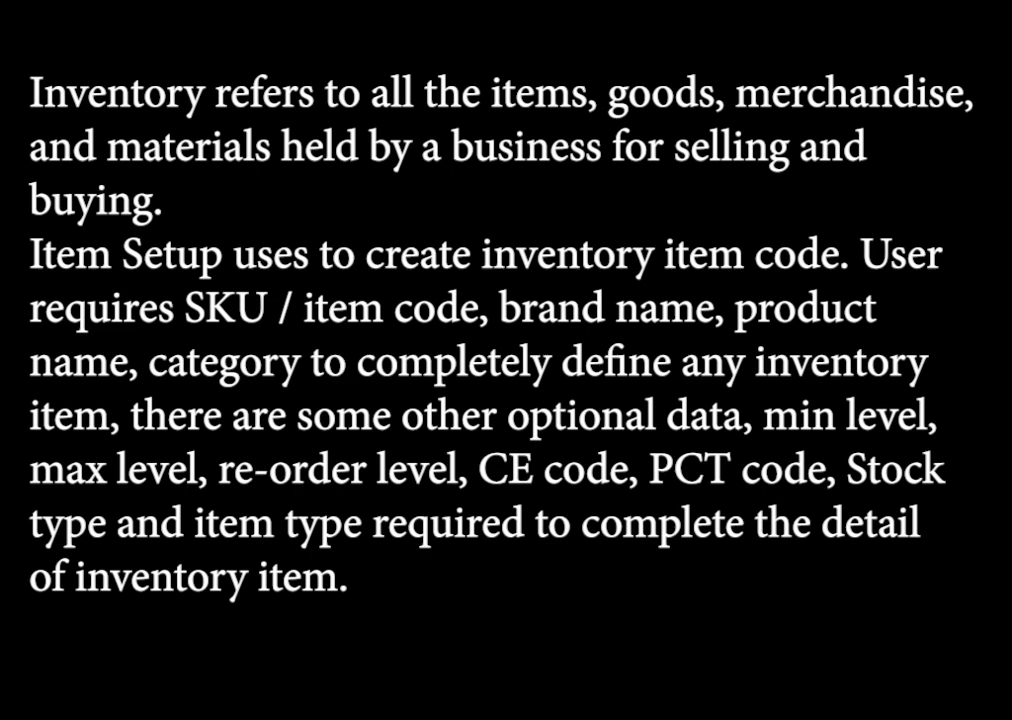 Inventory refers to all the items, goods, merchandise,
and materials held by a business for selling and
buying.
Item Setup uses to create inventory item code. User
requires SKU / item code, brand name, product
name, category to completely define any inventory
item, there are some other optional data, min level,
max level, re-order level, CE code, PCT code, Stock
type and item type required to complete the detail
of inventory item.